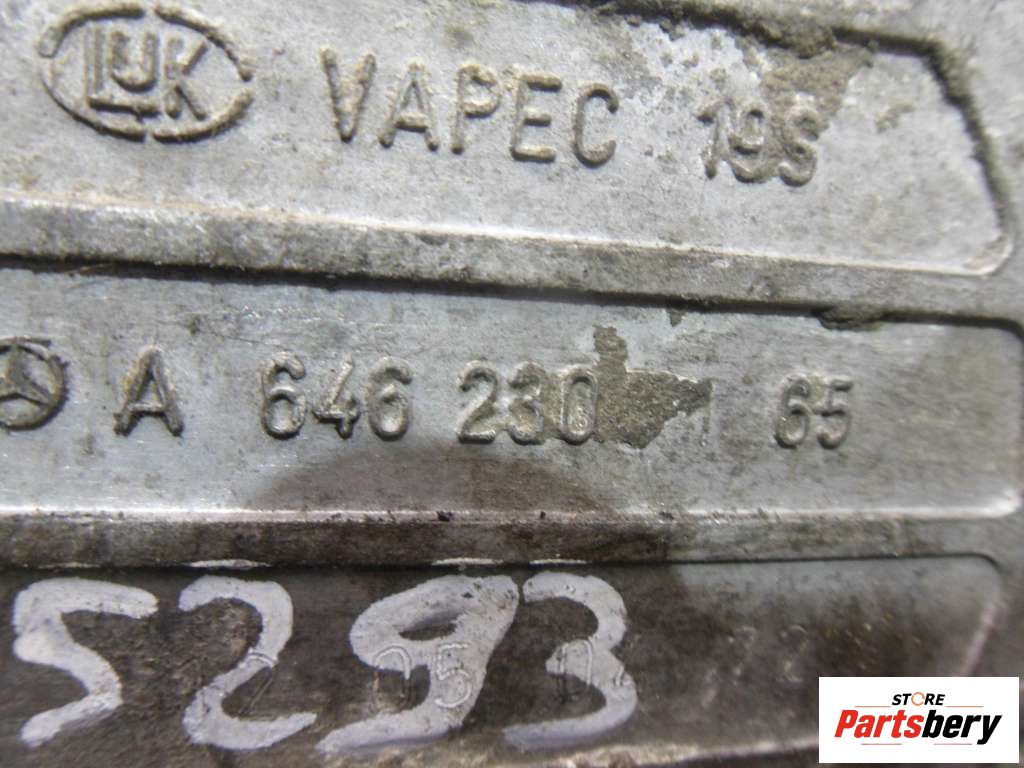 LUK VAPEC 19S
A 646 230 65
5293
STORE
Partsbery